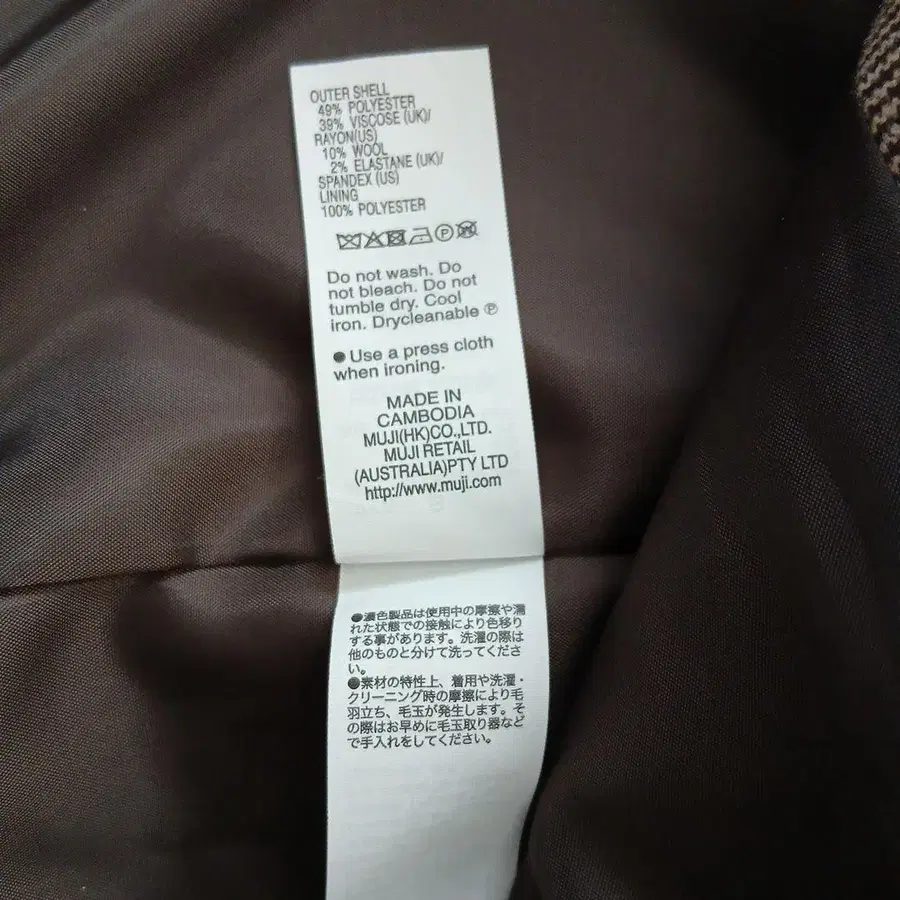 OUTER SHELL
49% POLYESTER
39% VISCOSE (UK)/
RAYON(US)
10% WOOL
2% ELASTANE (UK)/
SPANDEX (US)
LINING
100% POLYESTER
Do not wash. Do
not bleach. Do not
tumble dry. Cool
iron. Drycleanable Ⓟ
●Use a press cloth
when ironing.
MADE IN
CAMBODIA
MUJI(HK)CO.,LTD.
MUJI RETAIL
(AUSTRALIA)PTY LTD
http://www.muji.com
●濃色製品は使用中の摩擦や濡
れた状態での接触により色移り
する事があります。洗濯の際は
他のものと分けて洗ってくださ
い。
●素材の特性上、着用や洗濯・
クリーニング時の摩擦により毛
羽立ち、毛玉が発生します。そ
の際はお早めに毛玉取り器など
で手入れをしてください。